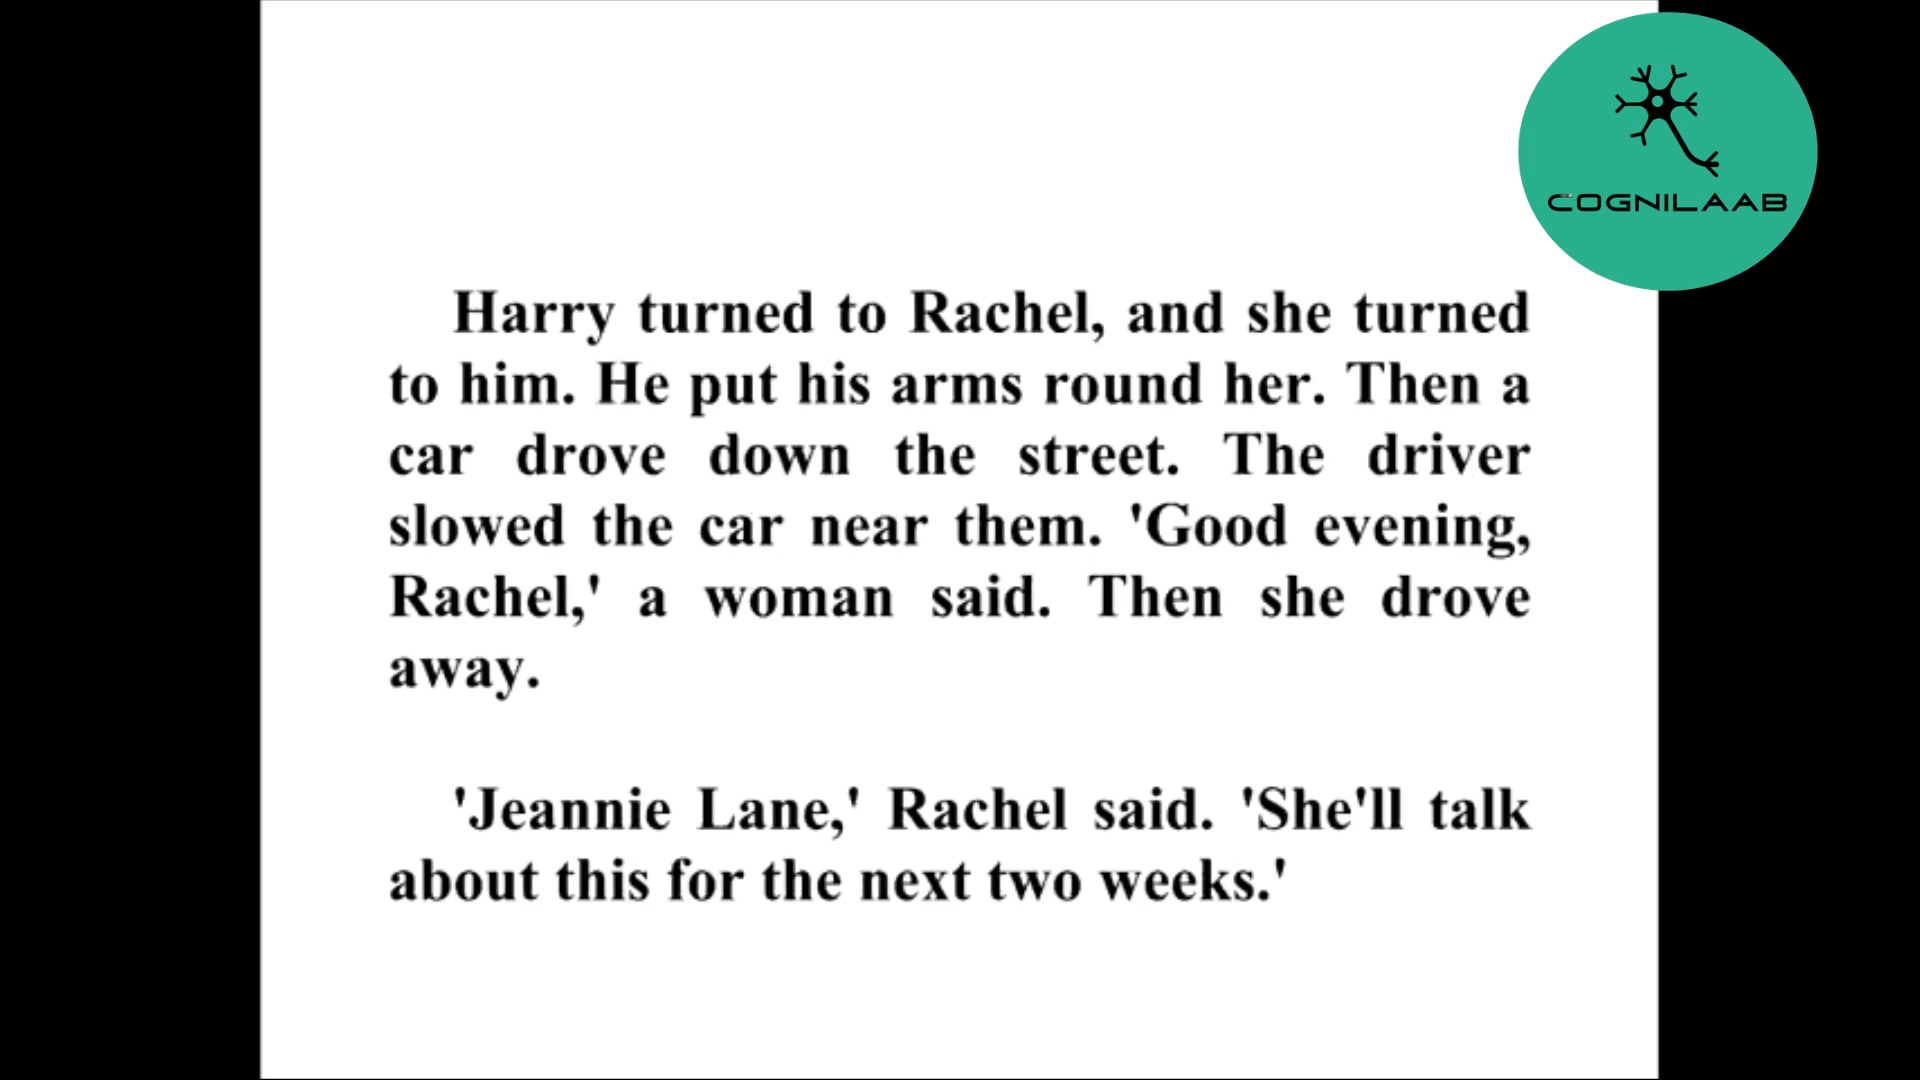 COGNILAAB
Harry turned to Rachel, and she turned
to him. He put his arms round her. Then a
car drove down the street. The driver
slowed the car near them. 'Good evening,
Rachel,' a woman said. Then she drove
away.
'Jeannie Lane,' Rachel said. 'She'll talk
about this for the next two weeks.'